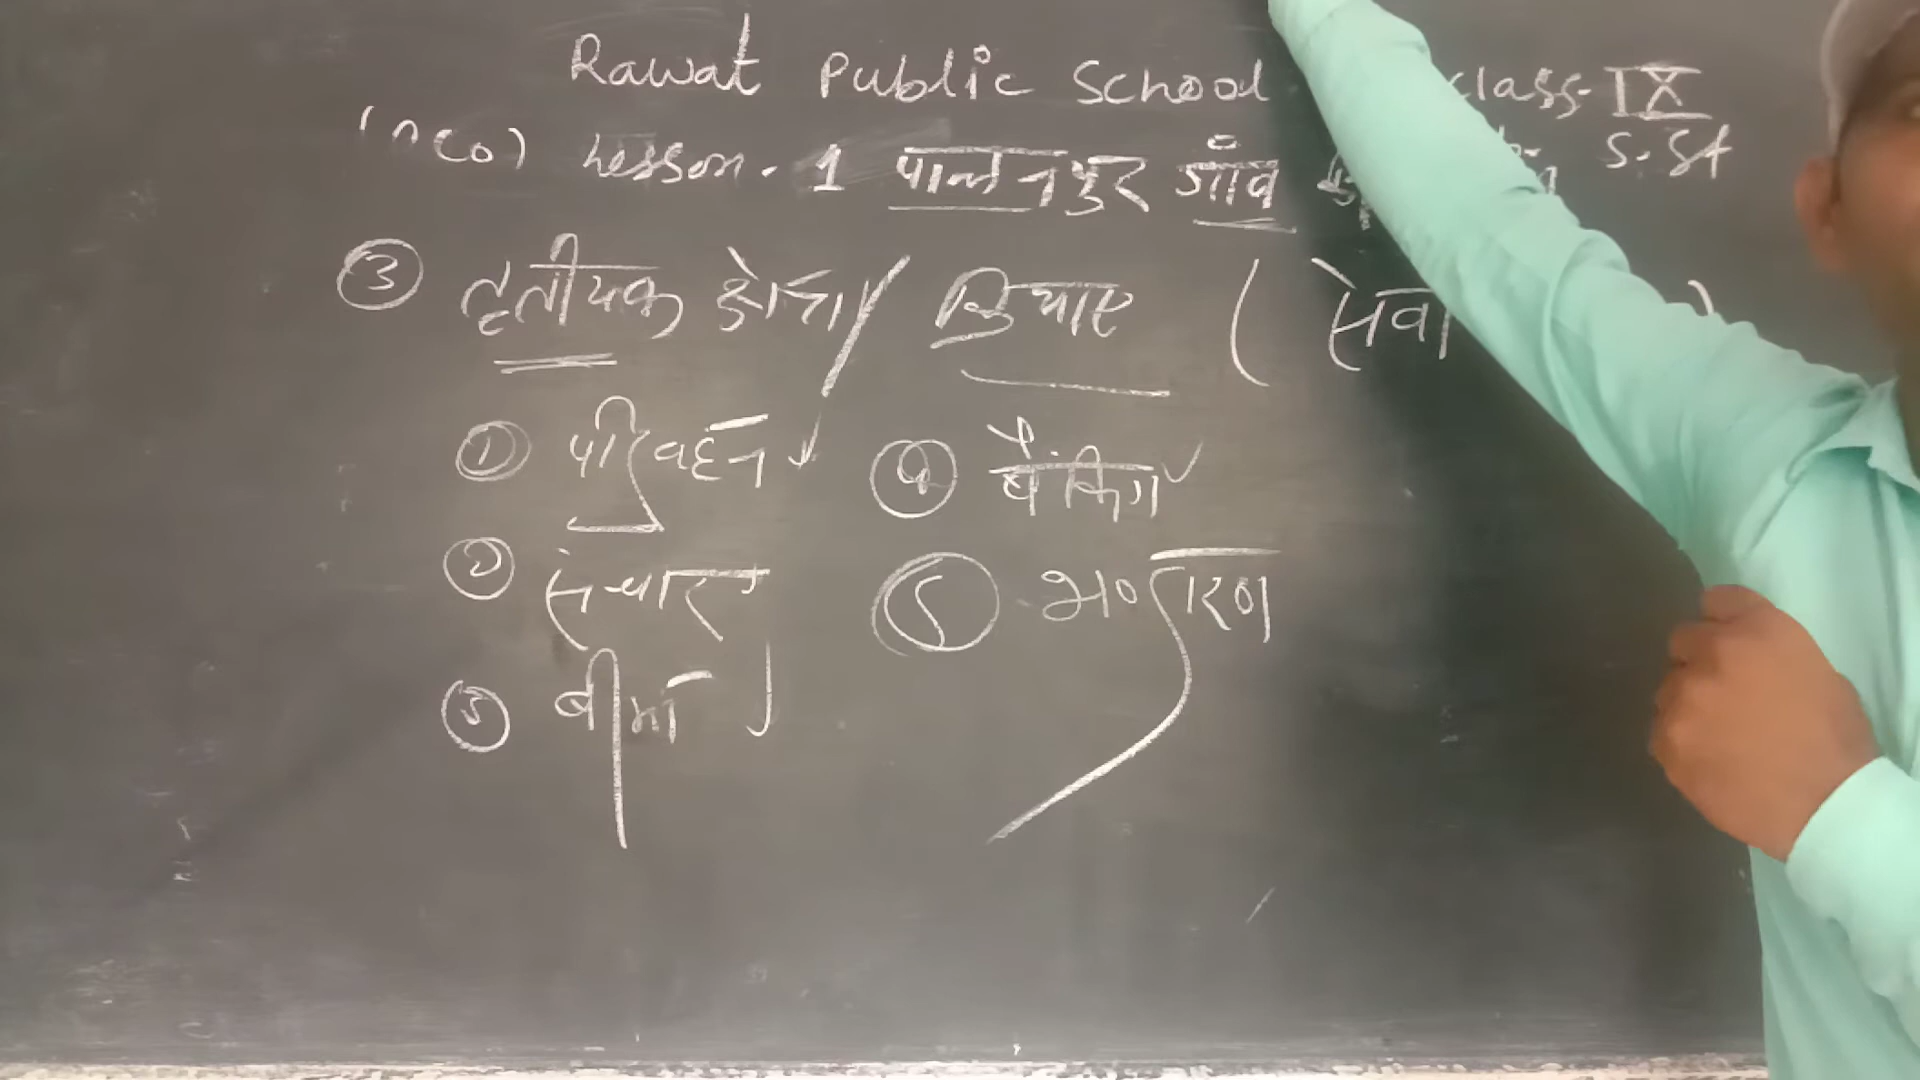 Rawat Public School class- IX
(eco) Lesson - 1 पालनपुर गाँव S.St
③ तृतीयक क्षेत्र / क्रियाए ( सेवा )
① परिवहन ④ बैंकिग
② संचार ⑤ भण्डारण
③ बीमा